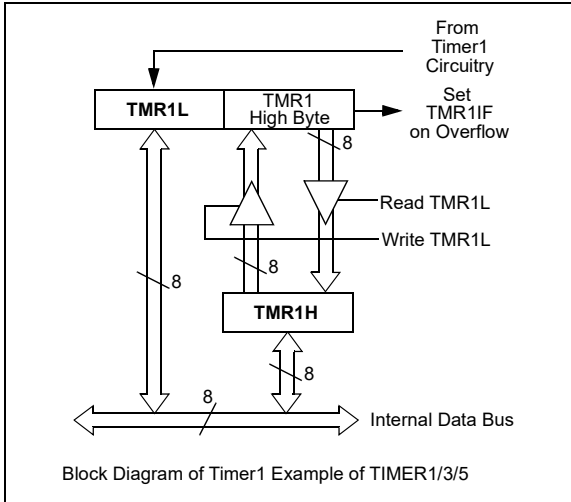 From
Timer1
Circuitry
TMR1L
TMR1
High Byte
Set
TMR1IF
on Overflow
8
Read TMR1L
Write TMR1L
8
8
TMR1H
8
8
Internal Data Bus
Block Diagram of Timer1 Example of TIMER1/3/5